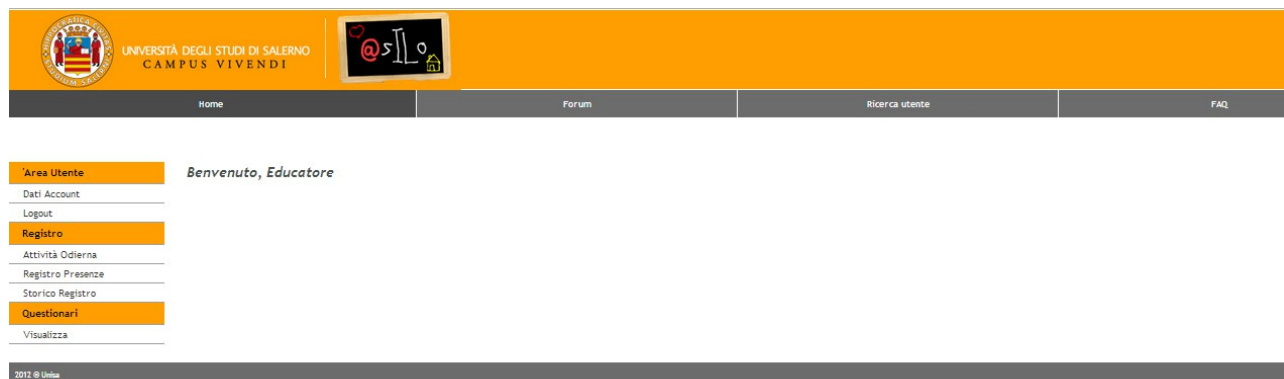 UNIVERSITÀ DEGLI STUDI DI SALERNO
CAMPUS VIVENDI
@sILo
Home Forum Ricerca utente FAQ
'Area Utente
Benvenuto, Educatore
Dati Account
Logout
Registro
Attività Odierna
Registro Presenze
Storico Registro
Questionari
Visualizza
2012 © Unisa